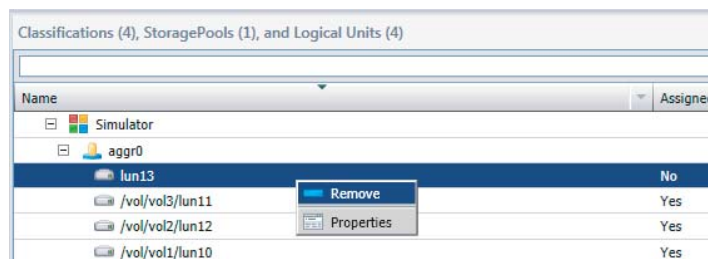 Classifications (4), StoragePools (1), and Logical Units (4)
Name Assigne
Simulator
aggr0
lun13 No
Remove
/vol/vol3/lun11 Yes
Properties
/vol/vol2/lun12 Yes
/vol/vol1/lun10 Yes